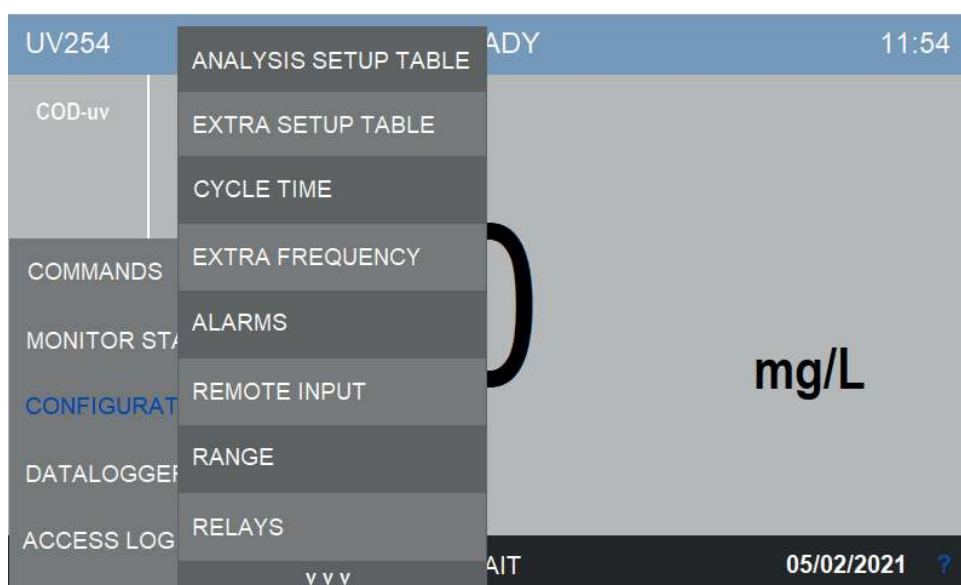 UV254
ADY
11:54
COD-uv
0
mg/L
COMMANDS
MONITOR STA
CONFIGURAT
DATALOGGER
ACCESS LOG
ANALYSIS SETUP TABLE
EXTRA SETUP TABLE
CYCLE TIME
EXTRA FREQUENCY
ALARMS
REMOTE INPUT
RANGE
RELAYS
v v v
AIT
05/02/2021
?